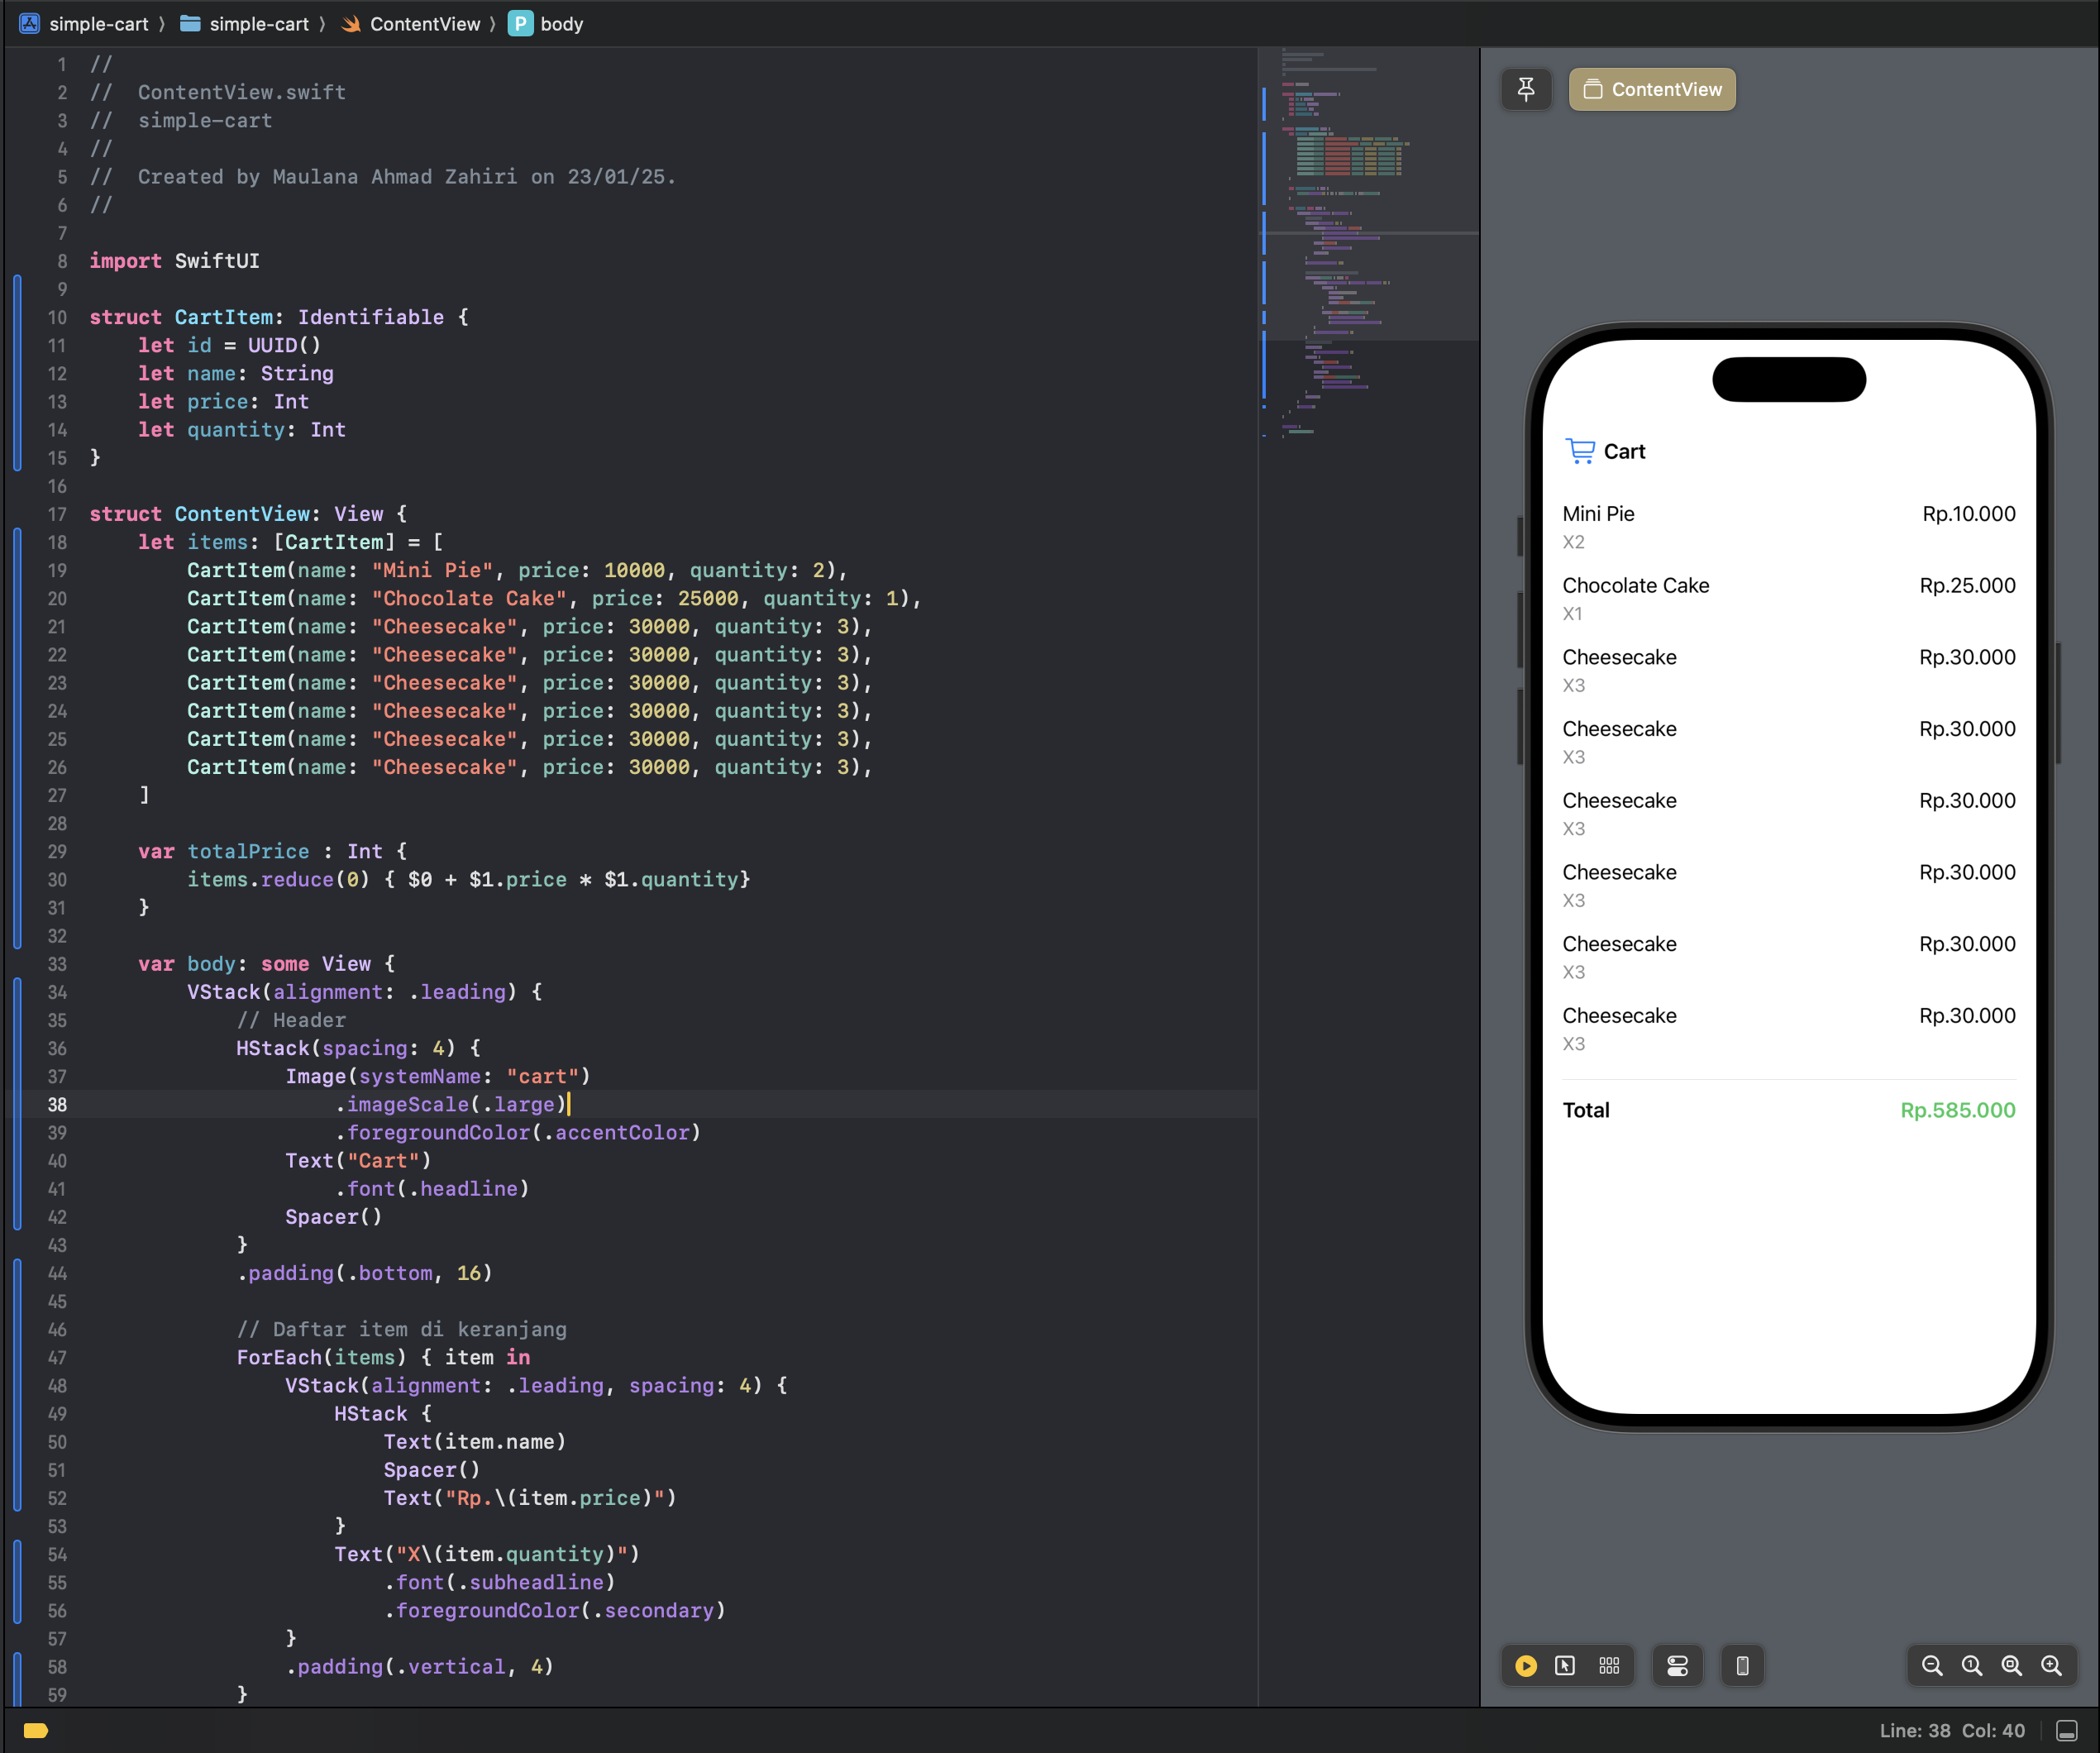 simple-cart 〉 simple-cart 〉 ContentView 〉 P body
1 //
2 //  ContentView.swift
3 //  simple-cart
4 //
5 //  Created by Maulana Ahmad Zahiri on 23/01/25.
6 //
7
8 import SwiftUI
9
10 struct CartItem: Identifiable {
11     let id = UUID()
12     let name: String
13     let price: Int
14     let quantity: Int
15 }
16
17 struct ContentView: View {
18     let items: [CartItem] = [
19         CartItem(name: "Mini Pie", price: 10000, quantity: 2),
20         CartItem(name: "Chocolate Cake", price: 25000, quantity: 1),
21         CartItem(name: "Cheesecake", price: 30000, quantity: 3),
22         CartItem(name: "Cheesecake", price: 30000, quantity: 3),
23         CartItem(name: "Cheesecake", price: 30000, quantity: 3),
24         CartItem(name: "Cheesecake", price: 30000, quantity: 3),
25         CartItem(name: "Cheesecake", price: 30000, quantity: 3),
26         CartItem(name: "Cheesecake", price: 30000, quantity: 3),
27     ]
28
29     var totalPrice : Int {
30         items.reduce(0) { $0 + $1.price * $1.quantity}
31     }
32
33     var body: some View {
34         VStack(alignment: .leading) {
35             // Header
36             HStack(spacing: 4) {
37                 Image(systemName: "cart")
38                     .imageScale(.large)
39                     .foregroundColor(.accentColor)
40                 Text("Cart")
41                     .font(.headline)
42                 Spacer()
43             }
44             .padding(.bottom, 16)
45
46             // Daftar item di keranjang
47             ForEach(items) { item in
48                 VStack(alignment: .leading, spacing: 4) {
49                     HStack {
50                         Text(item.name)
51                         Spacer()
52                         Text("Rp.\(item.price)")
53                     }
54                     Text("X\(item.quantity)")
55                         .font(.subheadline)
56                         .foregroundColor(.secondary)
57                 }
58                 .padding(.vertical, 4)
59             }
ContentView
Cart
Mini Pie Rp.10.000
X2
Chocolate Cake Rp.25.000
X1
Cheesecake Rp.30.000
X3
Cheesecake Rp.30.000
X3
Cheesecake Rp.30.000
X3
Cheesecake Rp.30.000
X3
Cheesecake Rp.30.000
X3
Cheesecake Rp.30.000
X3
Total Rp.585.000
Line: 38 Col: 40